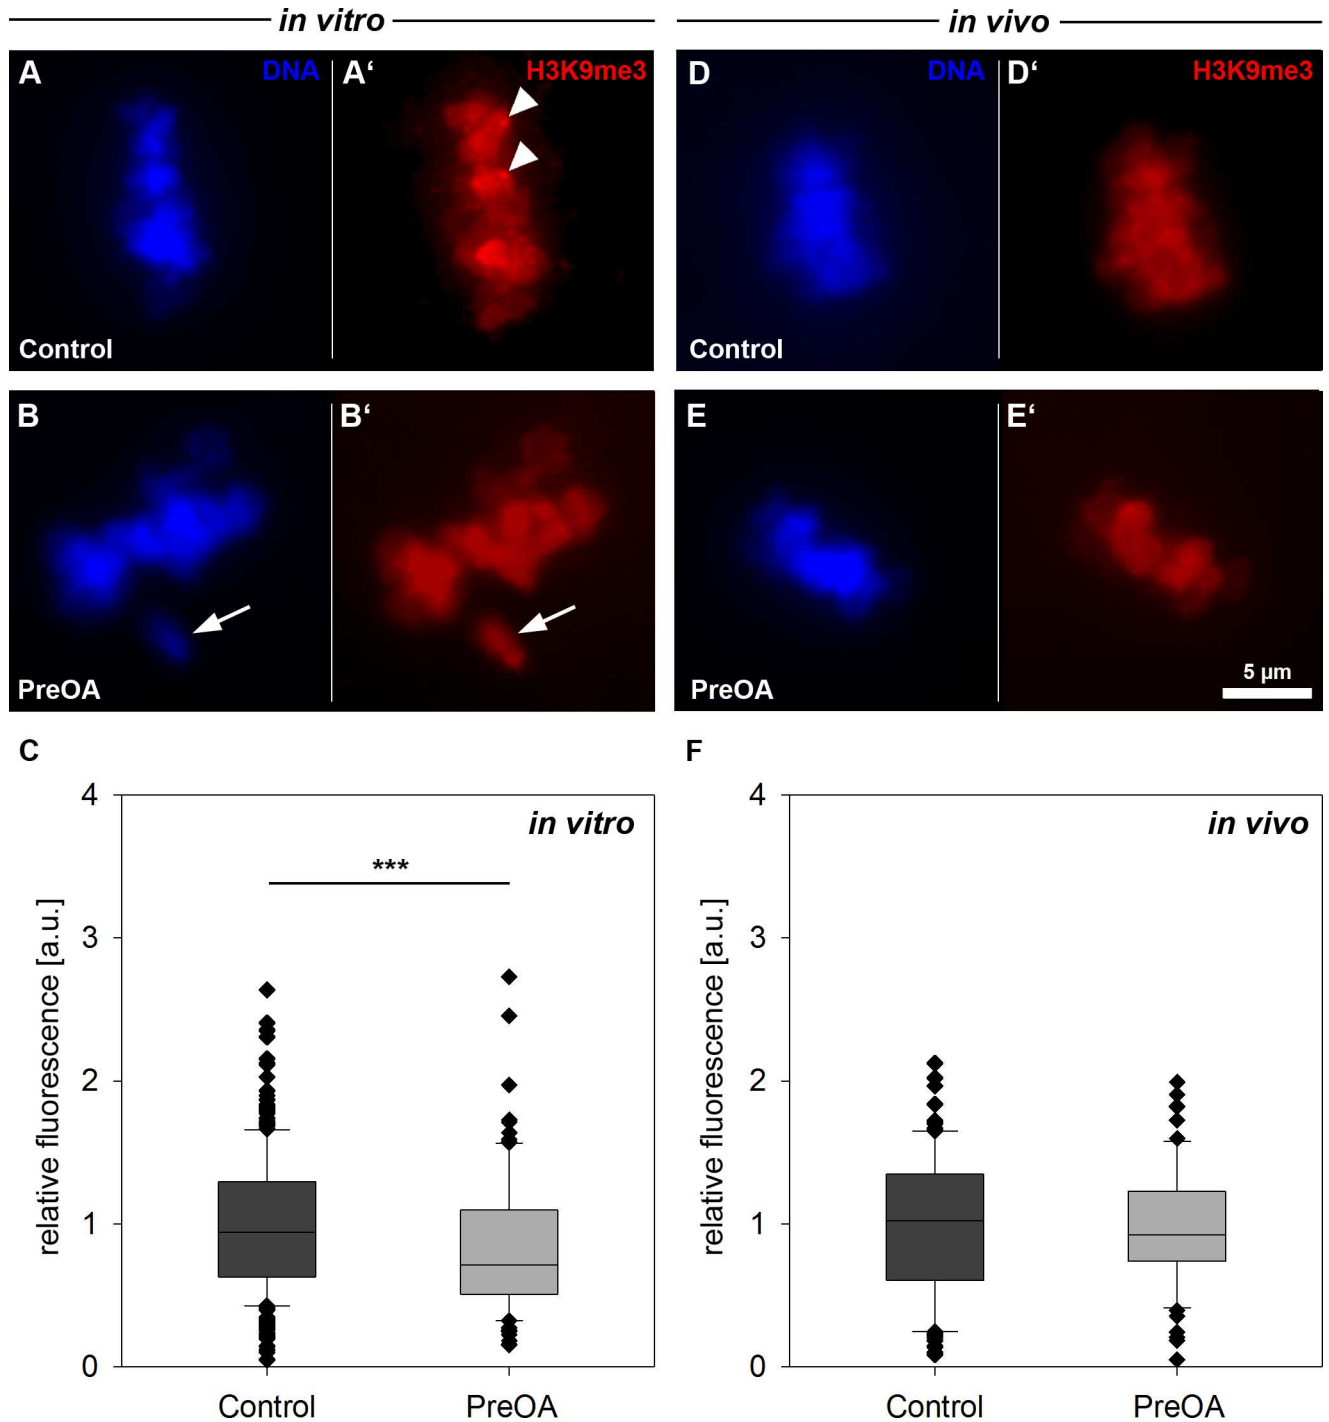 in vitro
in vivo
A DNA A‘ H3K9me3
Control
D DNA D‘ H3K9me3
Control
B B‘
PreOA
E E‘
PreOA
5 µm
C
in vitro
***
relative fluorescence [a.u.]
4
3
2
1
0
Control PreOA
F
in vivo
relative fluorescence [a.u.]
4
3
2
1
0
Control PreOA